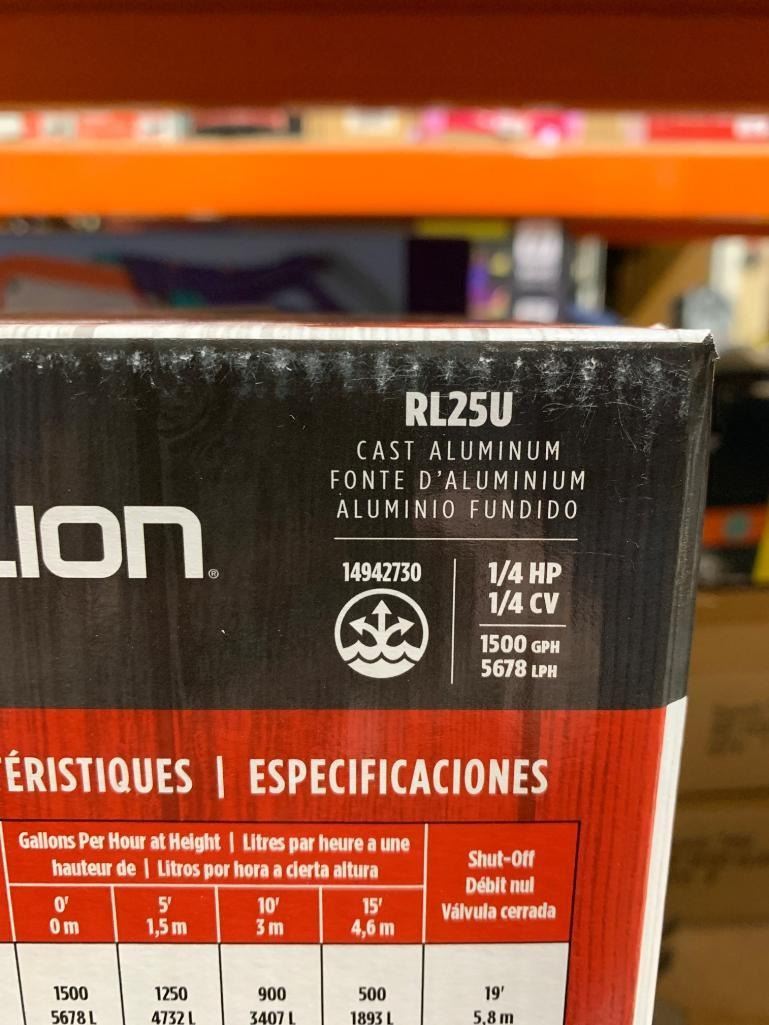 RL25U
CAST ALUMINUM
FONTE D'ALUMINIUM
ALUMINIO FUNDIDO
LION®
14942730
1/4 HP
1/4 CV
1500 GPH
5678 LPH
TÉRISTIQUES | ESPECIFICACIONES
Gallons Per Hour at Height | Litres par heure a une
hauteur de | Litros por hora a cierta altura
Shut-Off
Débit nul
Válvula cerrada
0' 5' 10' 15'
0 m 1,5 m 3 m 4,6 m
1500 1250 900 500 19'
5678 L 4732 L 3407 L 1893 L 5,8 m